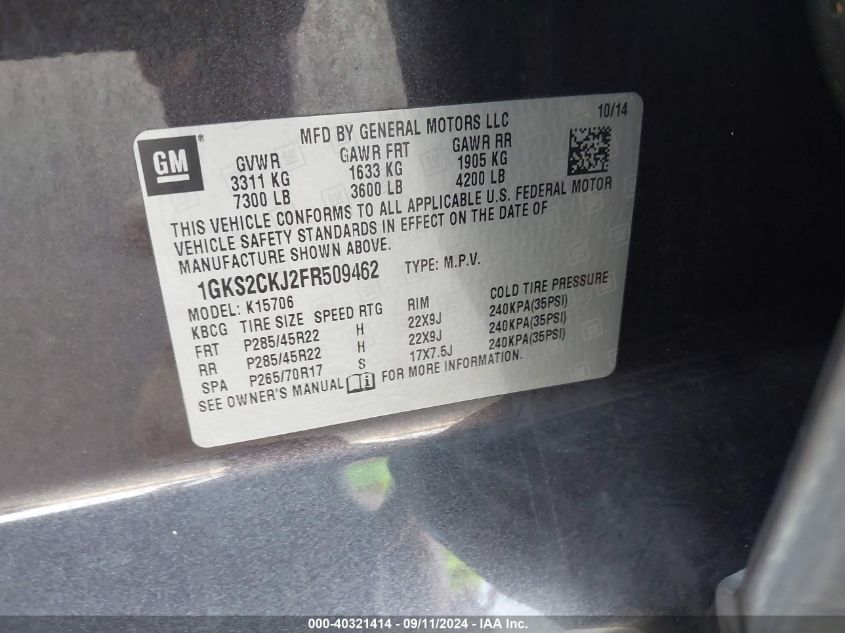 GM®
MFD BY GENERAL MOTORS LLC 10/14
GVWR GAWR FRT GAWR RR
3311 KG 1633 KG 1905 KG
7300 LB 3600 LB 4200 LB
THIS VEHICLE CONFORMS TO ALL APPLICABLE U.S. FEDERAL MOTOR
VEHICLE SAFETY STANDARDS IN EFFECT ON THE DATE OF
MANUFACTURE SHOWN ABOVE.
1GKS2CKJ2FR509462 TYPE: M.P.V.
MODEL: K15706
KBCG TIRE SIZE SPEED RTG RIM COLD TIRE PRESSURE
FRT P285/45R22 H 22X9J 240KPA(35PSI)
RR P285/45R22 H 22X9J 240KPA(35PSI)
SPA P265/70R17 S 17X7.5J 240KPA(35PSI)
SEE OWNER'S MANUAL FOR MORE INFORMATION.
000-40321414 - 09/11/2024 - IAA Inc.